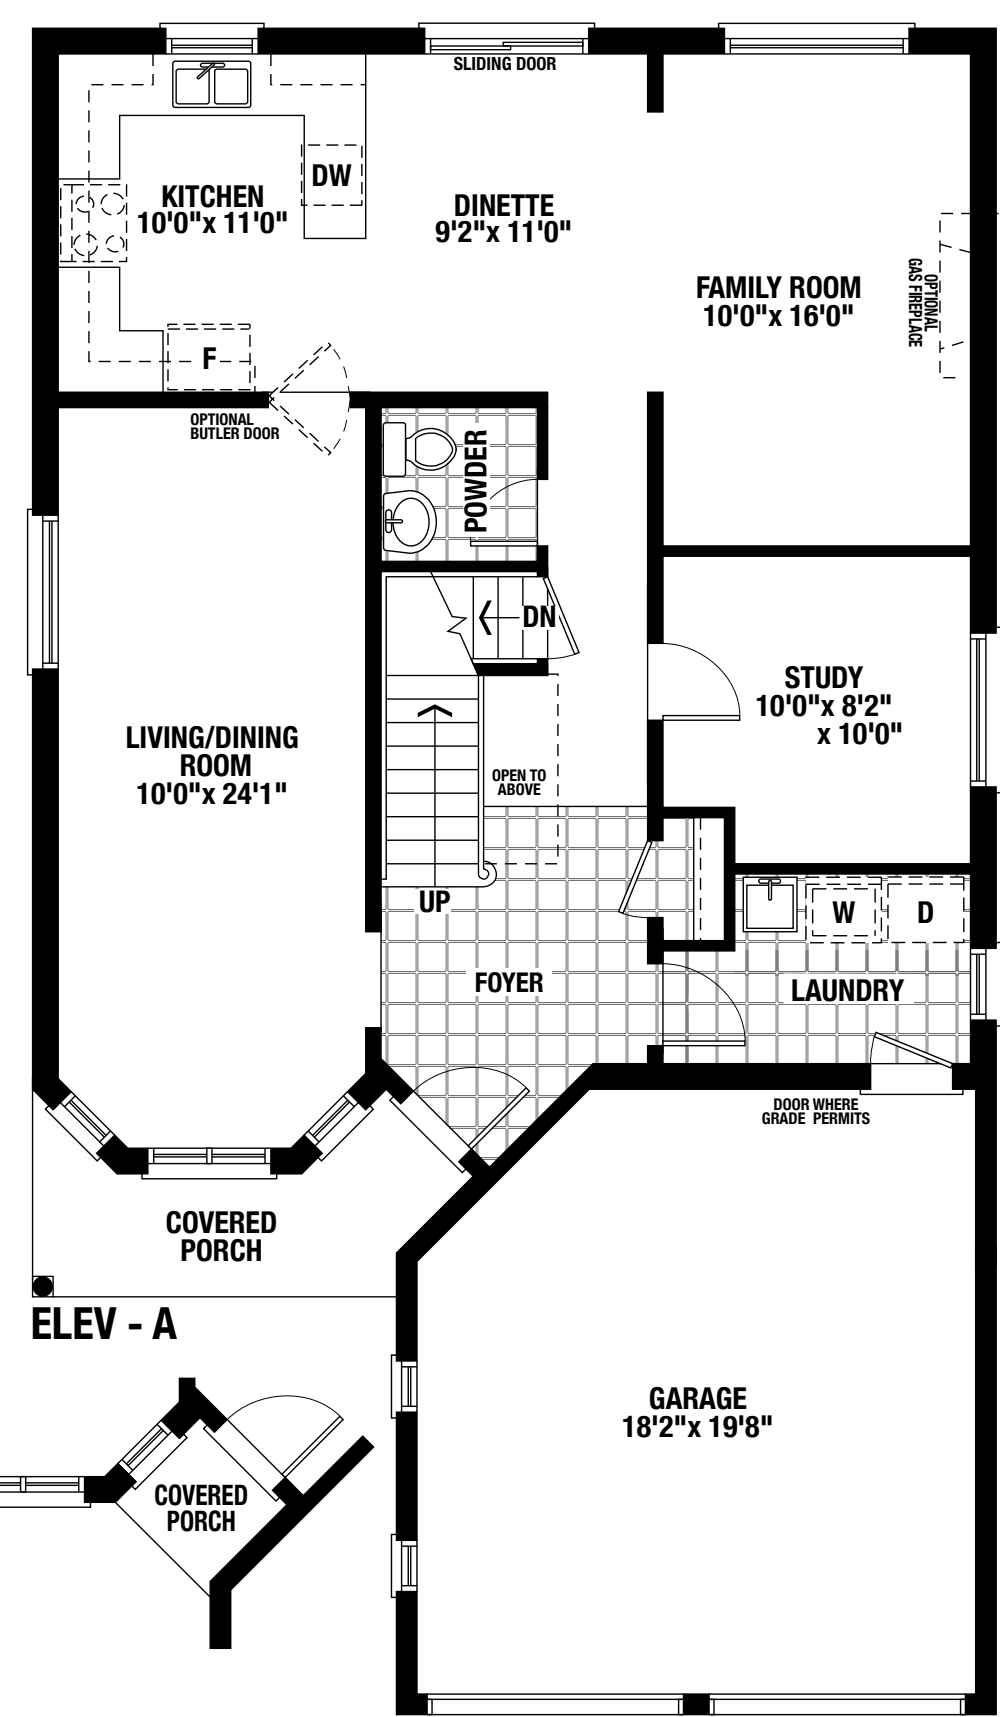 SLIDING DOOR
KITCHEN
10'0"x 11'0"
DW
DINETTE
9'2"x 11'0"
FAMILY ROOM
10'0"x 16'0"
OPTIONAL
GAS FIREPLACE
F
OPTIONAL
BUTLER DOOR
POWDER
DN
STUDY
10'0"x 8'2"
x 10'0"
LIVING/DINING
ROOM
10'0"x 24'1"
OPEN TO
ABOVE
UP
W
D
FOYER
LAUNDRY
DOOR WHERE
GRADE PERMITS
COVERED
PORCH
ELEV - A
GARAGE
18'2"x 19'8"
COVERED
PORCH